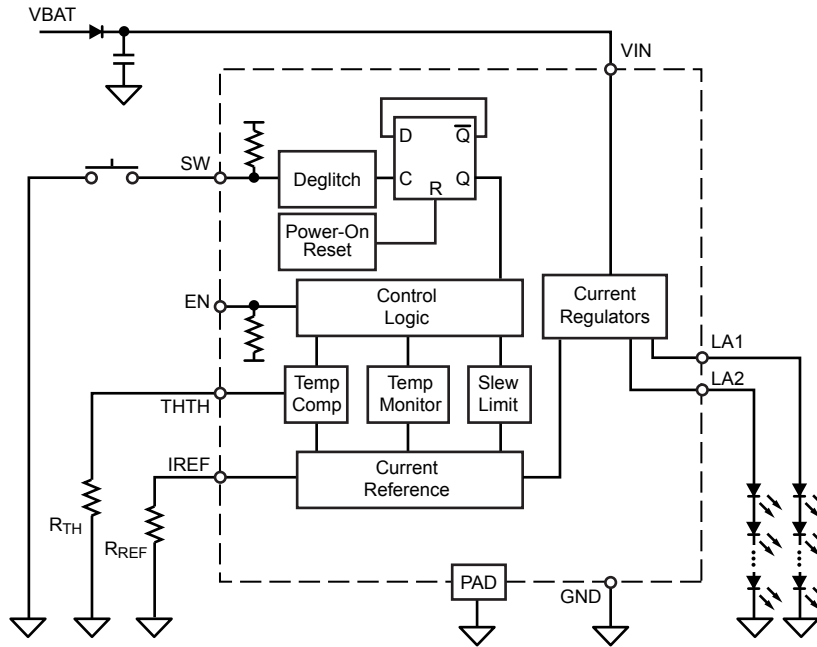 VBAT
VIN
SW
Deglitch
D
Q̅
C
Q
R
Power-On
Reset
EN
Control
Logic
Current
Regulators
LA1
LA2
THTH
Temp
Comp
Temp
Monitor
Slew
Limit
IREF
Current
Reference
RTH
RREF
PAD
GND